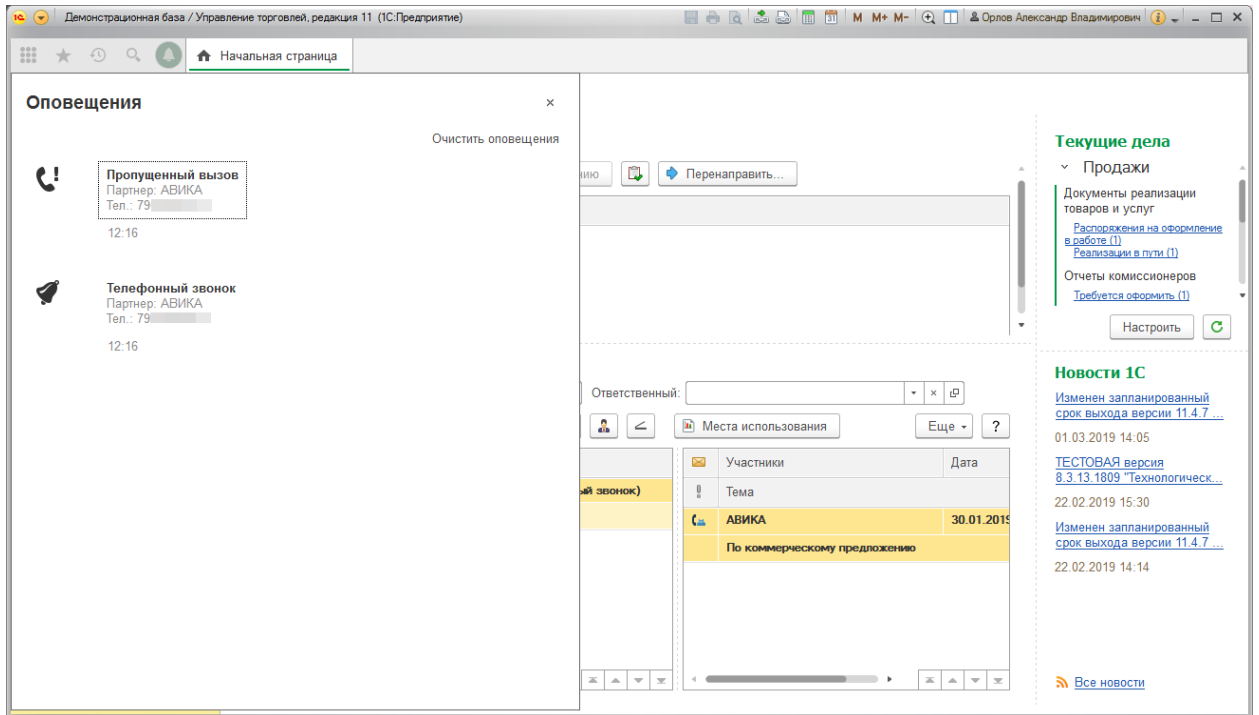 1С Демонстрационная база / Управление торговлей, редакция 11 (1С:Предприятие)
M M+ M- Орлов Александр Владимирович
Начальная страница
Оповещения
Очистить оповещения
Пропущенный вызов
Партнер: АВИКА
Тел.: 79
12:16
Телефонный звонок
Партнер: АВИКА
Тел.: 79
12:16
Перенаправить...
Ответственный:
Места использования
Еще
?
Участники Дата
Тема
звонок)
АВИКА 30.01.2019
По коммерческому предложению
Текущие дела
Продажи
Документы реализации
товаров и услуг
Распоряжения на оформление
в работе (1)
Реализации в пути (1)
Отчеты комиссионеров
Требуется оформить (1)
Настроить
Новости 1С
Изменен запланированный
срок выхода версии 11.4.7 ...
01.03.2019 14:05
ТЕСТОВАЯ версия
8.3.13.1809 "Технологическ...
22.02.2019 15:30
Изменен запланированный
срок выхода версии 11.4.7 ...
22.02.2019 14:14
Все новости